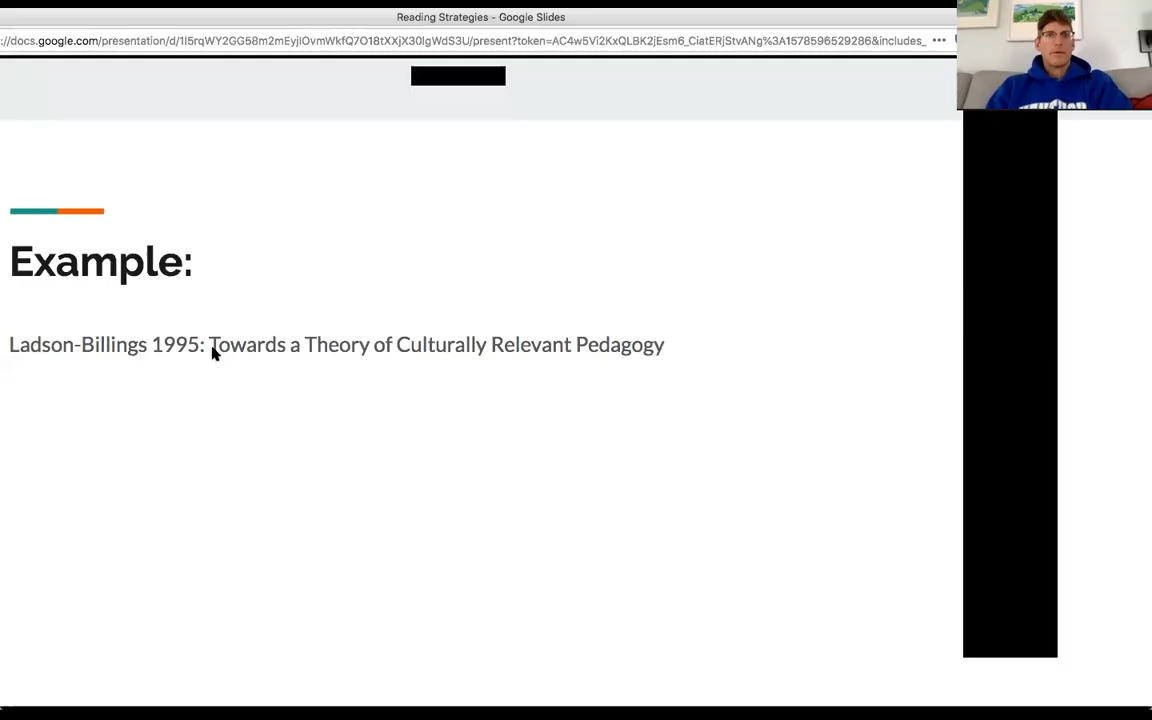 Reading Strategies - Google Slides
://docs.google.com/presentation/d/1I5rqWY2GG58m2mEyjlOvmWkfQ7O18tXXjX30lgWdS3U/present?token=AC4w5Vi2KxQLBK2jEsm6_CiatERjStvANg%3A1578596529286&includes_ •••
Example:
Ladson-Billings 1995: Towards a Theory of Culturally Relevant Pedagogy